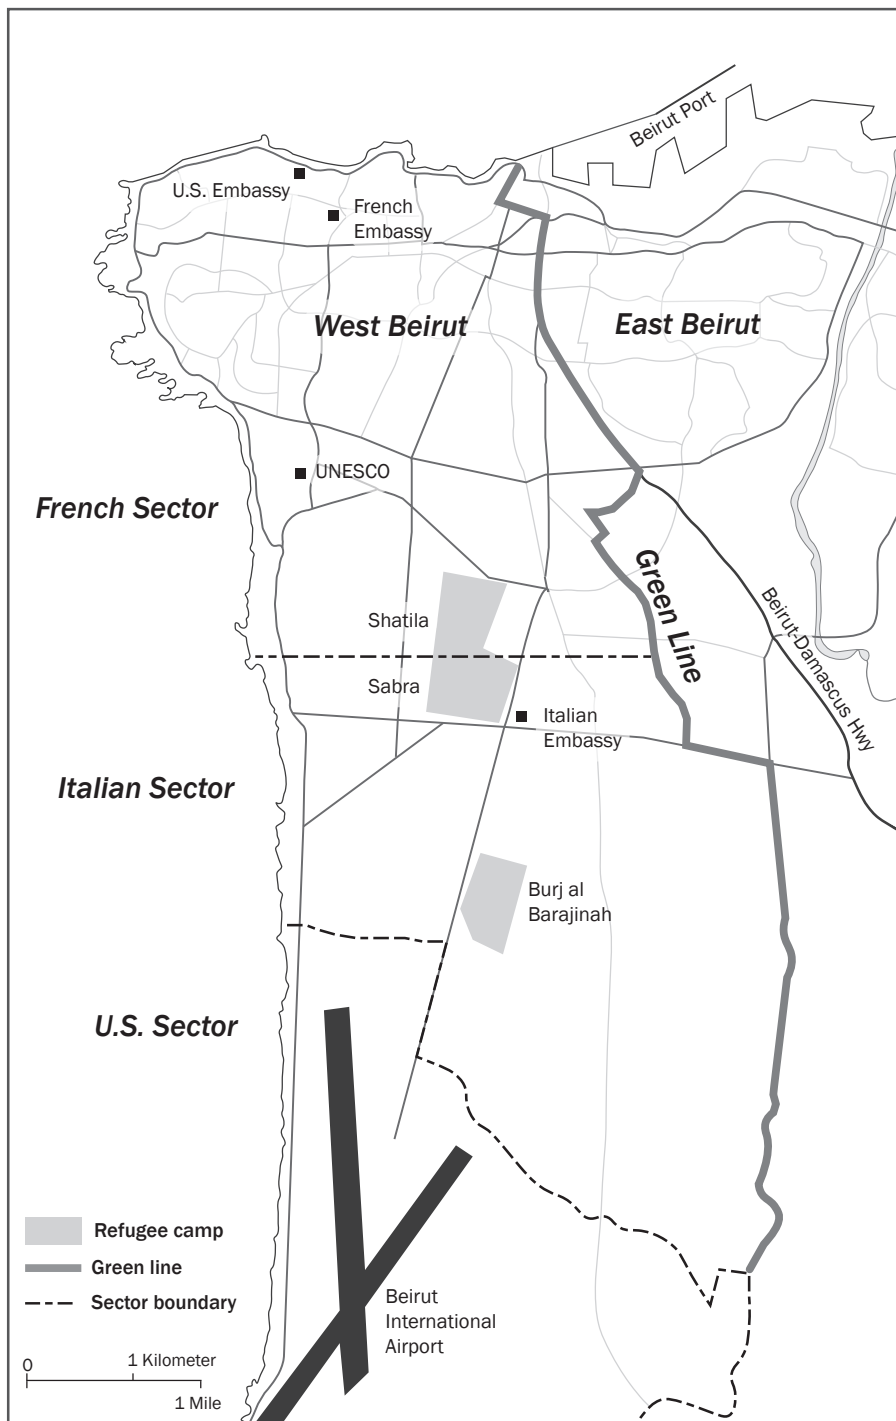 Beirut Port
U.S. Embassy
French
Embassy
West Beirut
East Beirut
UNESCO
French Sector
Green Line
Beirut-Damascus Hwy
Shatila
Sabra
Italian
Embassy
Italian Sector
Burj al
Barajinah
U.S. Sector
Refugee camp
Green line
Sector boundary
Beirut
International
Airport
0
1 Kilometer
1 Mile